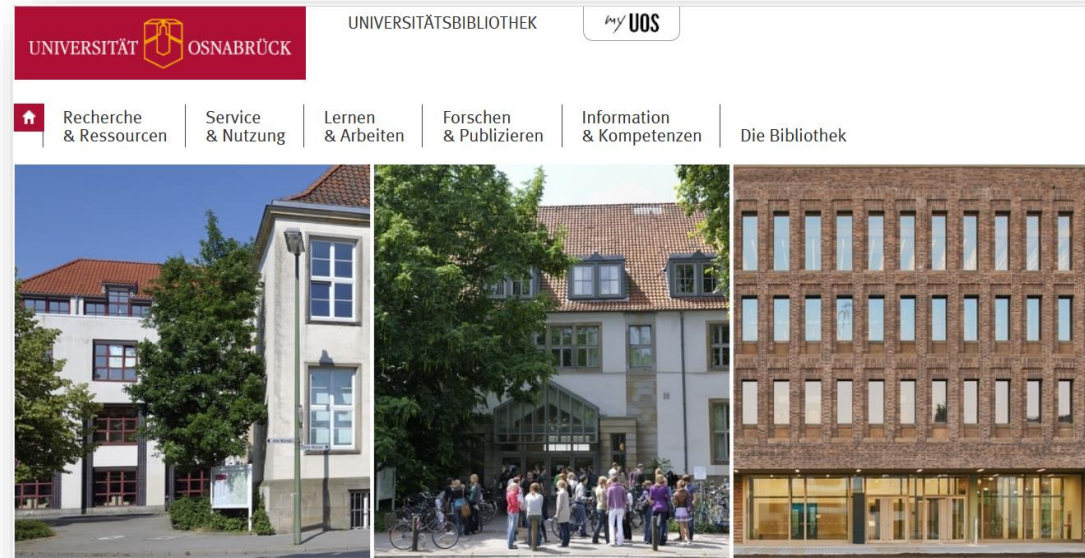 UNIVERSITÄT OSNABRÜCK
UNIVERSITÄTSBIBLIOTHEK
my UOS
Recherche
& Ressourcen
Service
& Nutzung
Lernen
& Arbeiten
Forschen
& Publizieren
Information
& Kompetenzen
Die Bibliothek